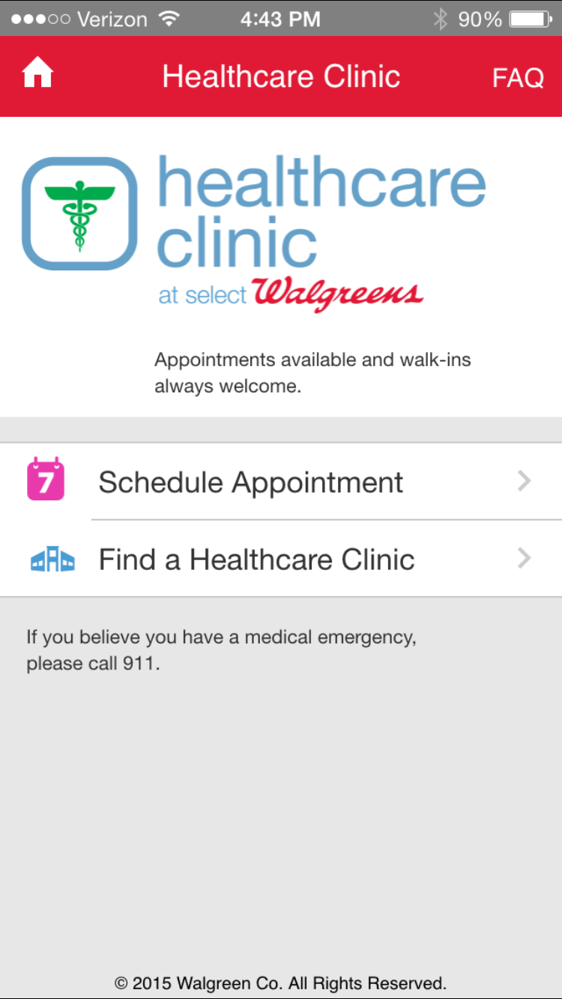 Verizon 4:43 PM 90%
Healthcare Clinic FAQ
healthcare
clinic
at select Walgreens
Appointments available and walk-ins
always welcome.
7 Schedule Appointment
Find a Healthcare Clinic
If you believe you have a medical emergency,
please call 911.
© 2015 Walgreen Co. All Rights Reserved.